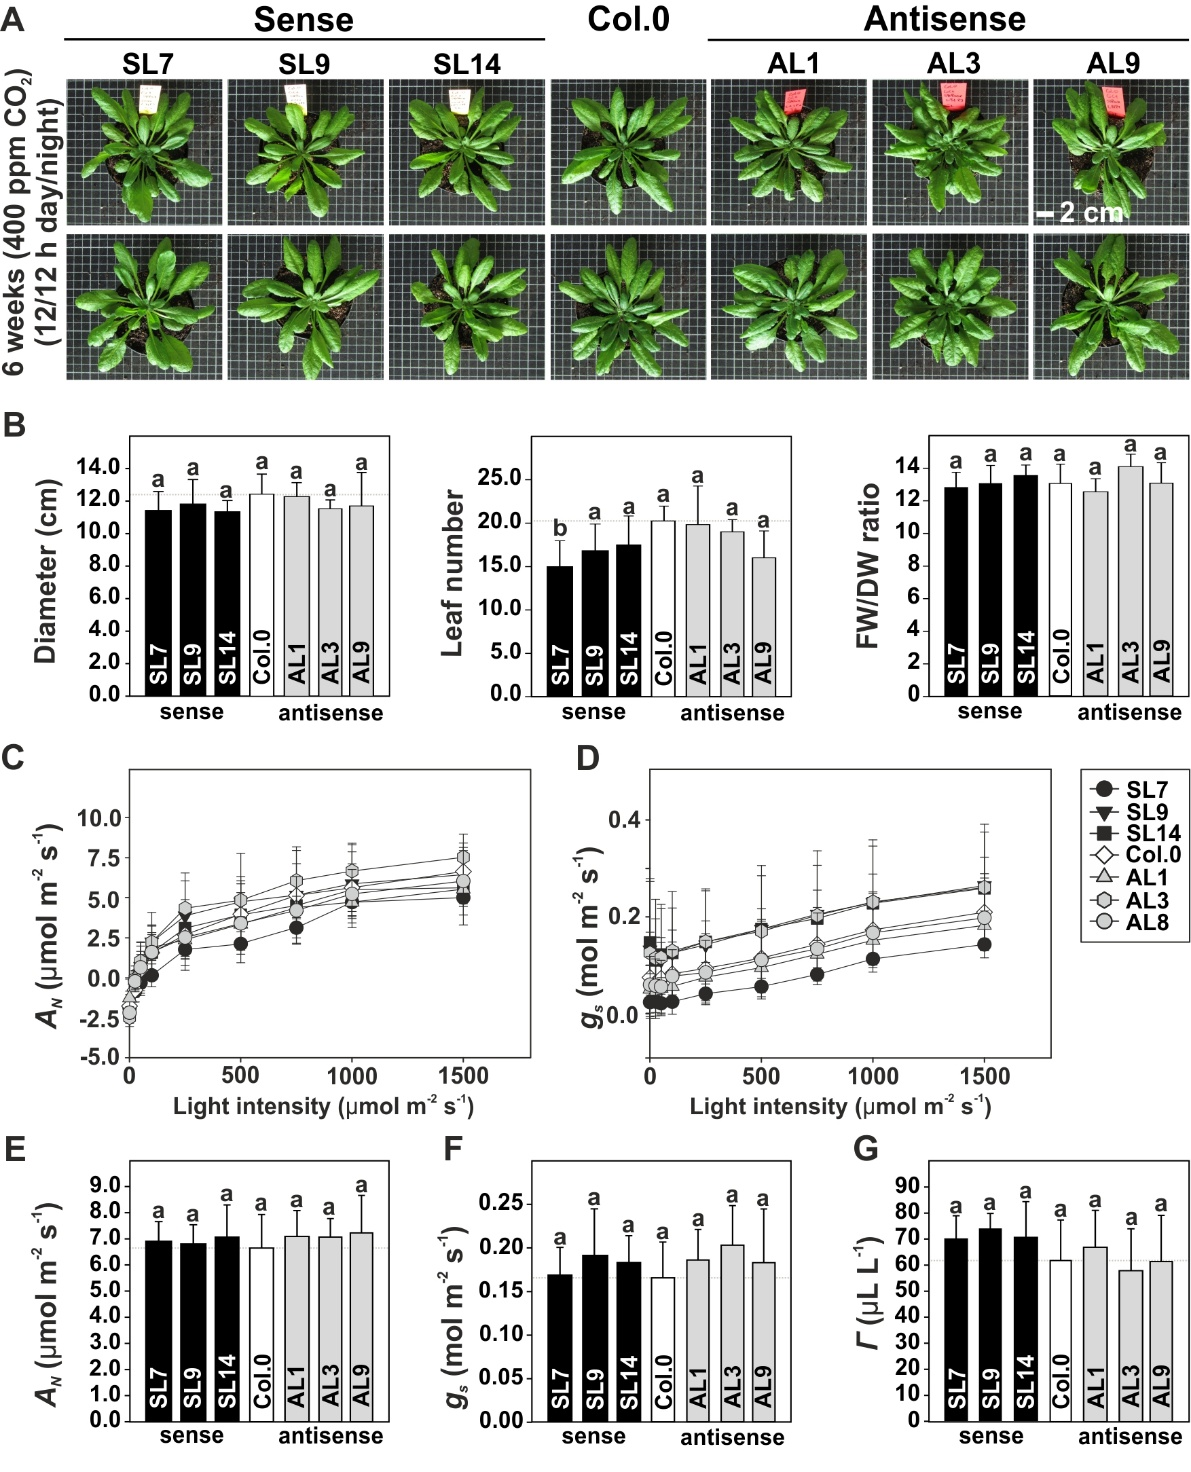 A
Sense
Col.0
Antisense
SL7
SL9
SL14
AL1
AL3
AL9
6 weeks (400 ppm CO2)
(12/12 h day/night)
2 cm
B
Diameter (cm)
14.0
12.0
10.0
8.0
6.0
4.0
2.0
0.0
a
a
a
a
a
a
a
SL7
SL9
SL14
Col.0
AL1
AL3
AL9
sense
antisense
Leaf number
25.0
20.0
15.0
10.0
5.0
0.0
b
a
a
a
a
a
a
SL7
SL9
SL14
Col.0
AL1
AL3
AL9
sense
antisense
FW/DW ratio
14
12
10
8
6
4
2
0
a
a
a
a
a
a
a
SL7
SL9
SL14
Col.0
AL1
AL3
AL9
sense
antisense
C
AN (μmol m-2 s-1)
10.0
7.5
5.0
2.5
0.0
-2.5
-5.0
0
500
1000
1500
Light intensity (μmol m-2 s-1)
D
gs (mol m-2 s-1)
0.4
0.2
0.0
0
500
1000
1500
Light intensity (μmol m-2 s-1)
SL7
SL9
SL14
Col.0
AL1
AL3
AL8
E
AN (μmol m-2 s-1)
9.0
8.0
7.0
6.0
5.0
4.0
3.0
2.0
1.0
0.0
a
a
a
a
a
a
a
SL7
SL9
SL14
Col.0
AL1
AL3
AL9
sense
antisense
F
gs (mol m-2 s-1)
0.25
0.20
0.15
0.10
0.05
0.00
a
a
a
a
a
a
a
SL7
SL9
SL14
Col.0
AL1
AL3
AL9
sense
antisense
G
Γ (μL L-1)
90
80
70
60
50
40
30
20
10
0
a
a
a
a
a
a
a
SL7
SL9
SL14
Col.0
AL1
AL3
AL9
sense
antisense